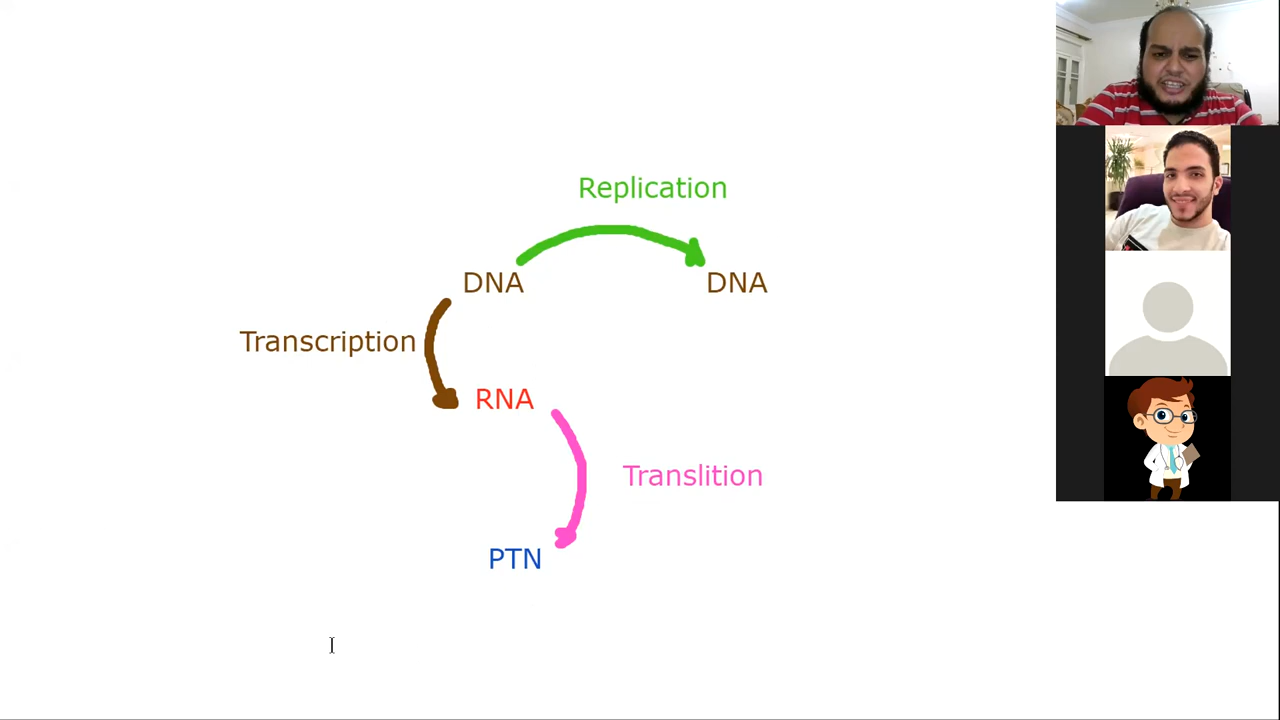 Replication
DNA
DNA
Transcription
RNA
Translition
PTN